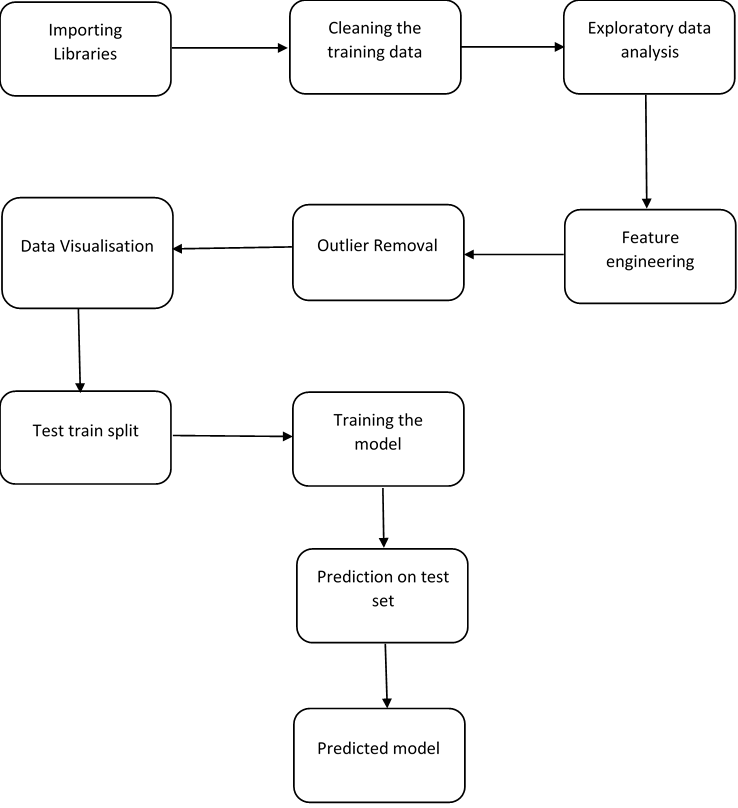 Importing
Libraries
Cleaning the
training data
Exploratory data
analysis
Feature
engineering
Outlier Removal
Data Visualisation
Test train split
Training the
model
Prediction on test
set
Predicted model